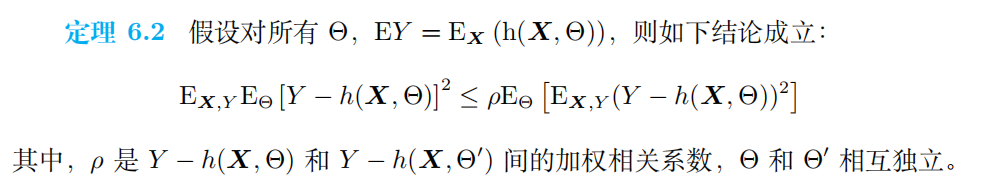 定理 6.2 假设对所有 Θ，EY = E_X (h(X, Θ))，则如下结论成立：
E_{X,Y} E_Θ [Y − h(X, Θ)]² ≤ ρE_Θ [E_{X,Y}(Y − h(X, Θ))²]
其中，ρ 是 Y − h(X, Θ) 和 Y − h(X, Θ′) 间的加权相关系数，Θ 和 Θ′ 相互独立。